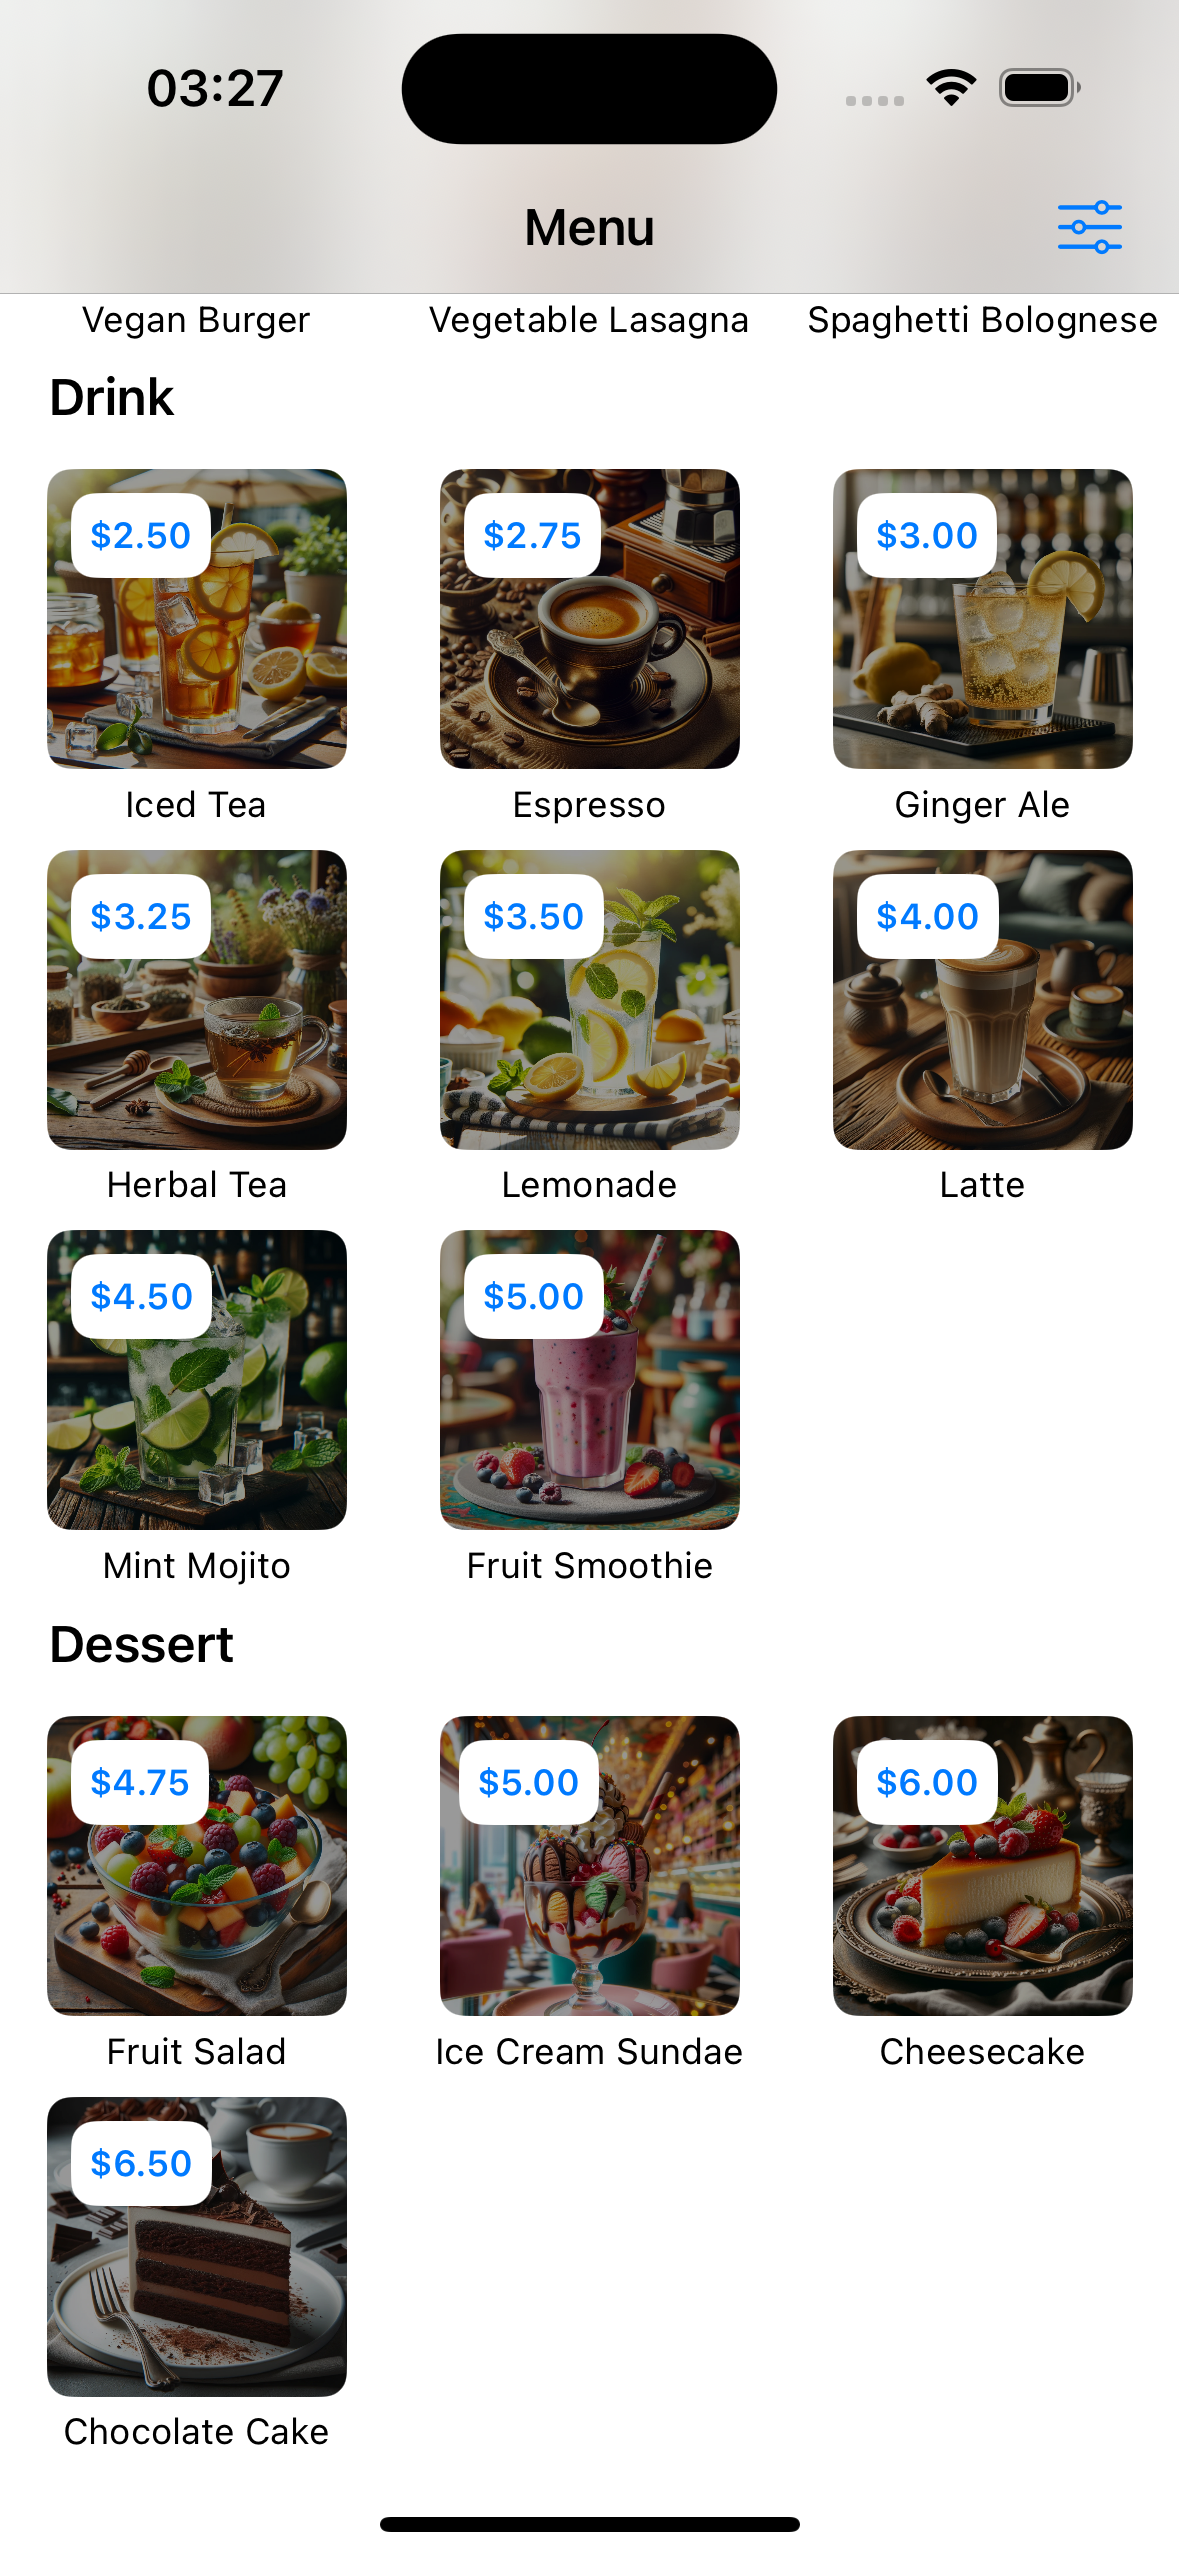 03:27
Menu
Vegan Burger Vegetable Lasagna Spaghetti Bolognese
Drink
$2.50 $2.75 $3.00
Iced Tea Espresso Ginger Ale
$3.25 $3.50 $4.00
Herbal Tea Lemonade Latte
$4.50 $5.00
Mint Mojito Fruit Smoothie
Dessert
$4.75 $5.00 $6.00
Fruit Salad Ice Cream Sundae Cheesecake
$6.50
Chocolate Cake